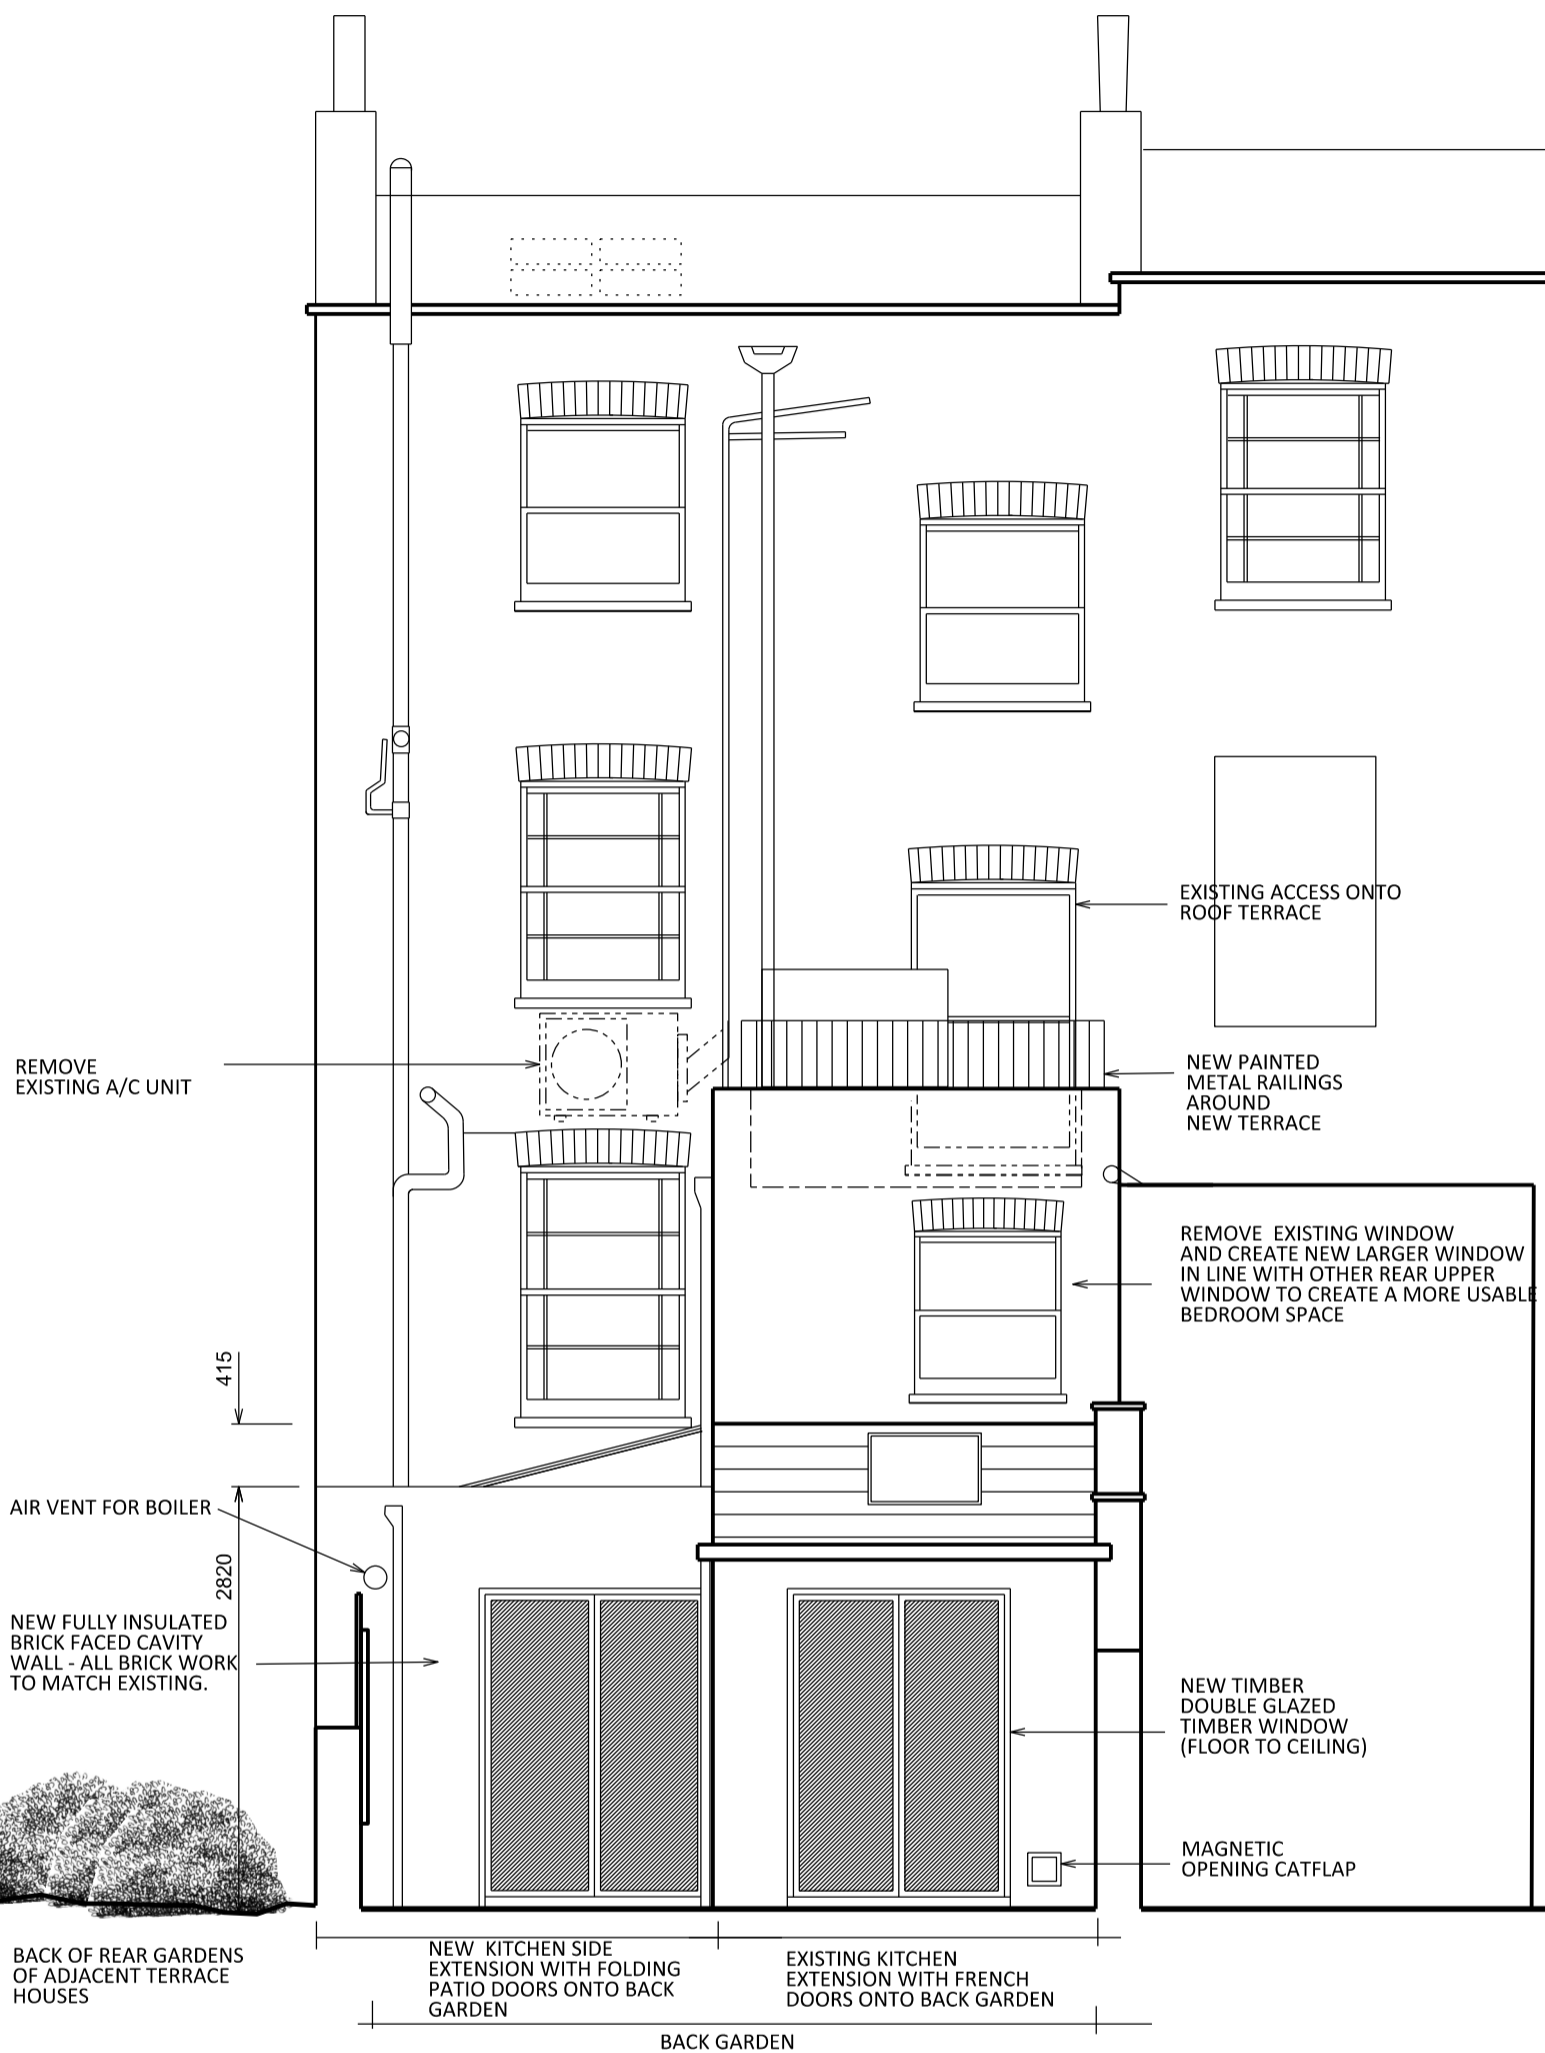 EXISTING ACCESS ONTO
ROOF TERRACE
REMOVE
EXISTING A/C UNIT
NEW PAINTED
METAL RAILINGS
AROUND
NEW TERRACE
REMOVE EXISTING WINDOW
AND CREATE NEW LARGER WINDOW
IN LINE WITH OTHER REAR UPPER
WINDOW TO CREATE A MORE USABLE
BEDROOM SPACE
415
AIR VENT FOR BOILER
2820
NEW FULLY INSULATED
BRICK FACED CAVITY
WALL - ALL BRICK WORK
TO MATCH EXISTING.
NEW TIMBER
DOUBLE GLAZED
TIMBER WINDOW
(FLOOR TO CEILING)
MAGNETIC
OPENING CATFLAP
BACK OF REAR GARDENS
OF ADJACENT TERRACE
HOUSES
NEW KITCHEN SIDE
EXTENSION WITH FOLDING
PATIO DOORS ONTO BACK
GARDEN
EXISTING KITCHEN
EXTENSION WITH FRENCH
DOORS ONTO BACK GARDEN
BACK GARDEN